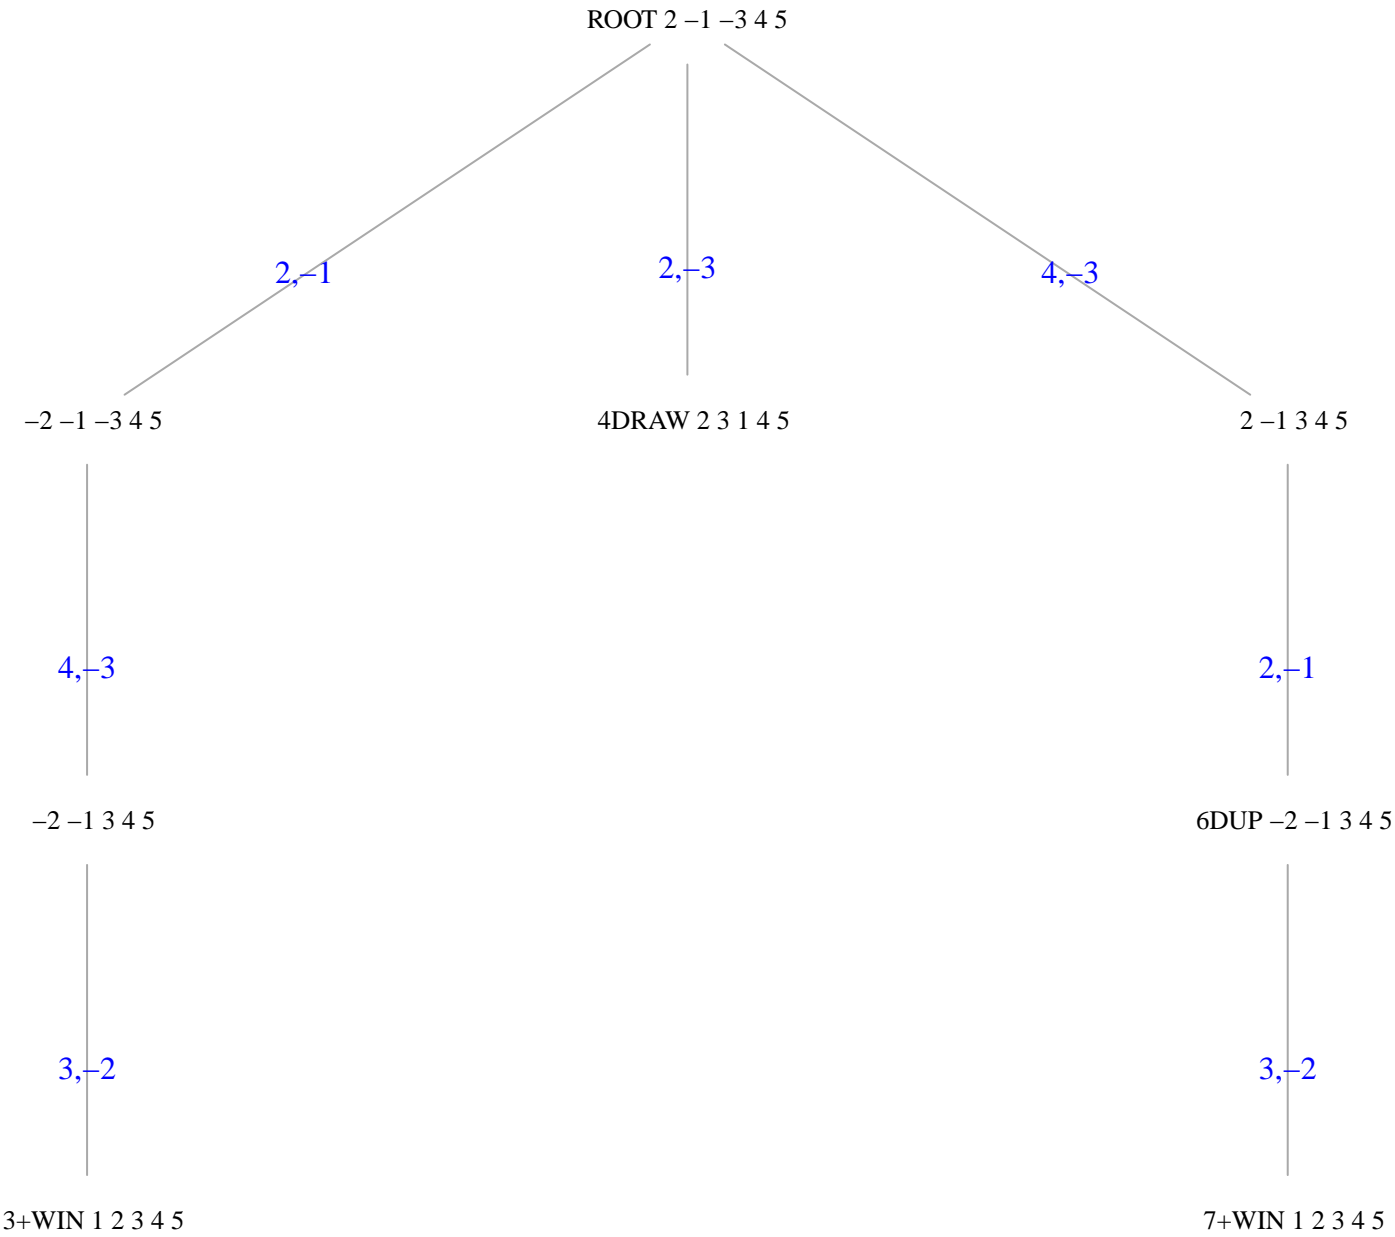 ROOT 2 –1 –3 4 5
2,–1
2,–3
4,–3
–2 –1 –3 4 5
4DRAW 2 3 1 4 5
2 –1 3 4 5
4,–3
2,–1
–2 –1 3 4 5
6DUP –2 –1 3 4 5
3,–2
3,–2
3+WIN 1 2 3 4 5
7+WIN 1 2 3 4 5